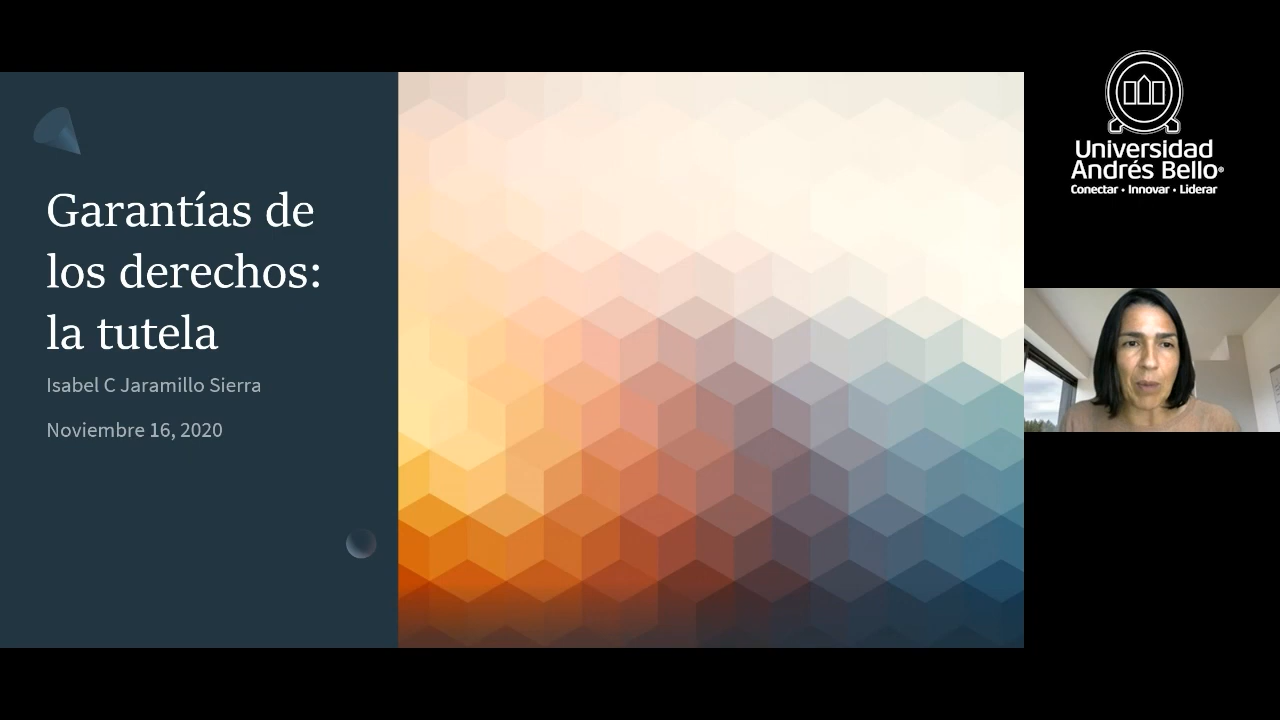 Garantías de
los derechos:
la tutela
Isabel C Jaramillo Sierra
Noviembre 16, 2020
Universidad
Andrés Bello®
Conectar • Innovar • Liderar